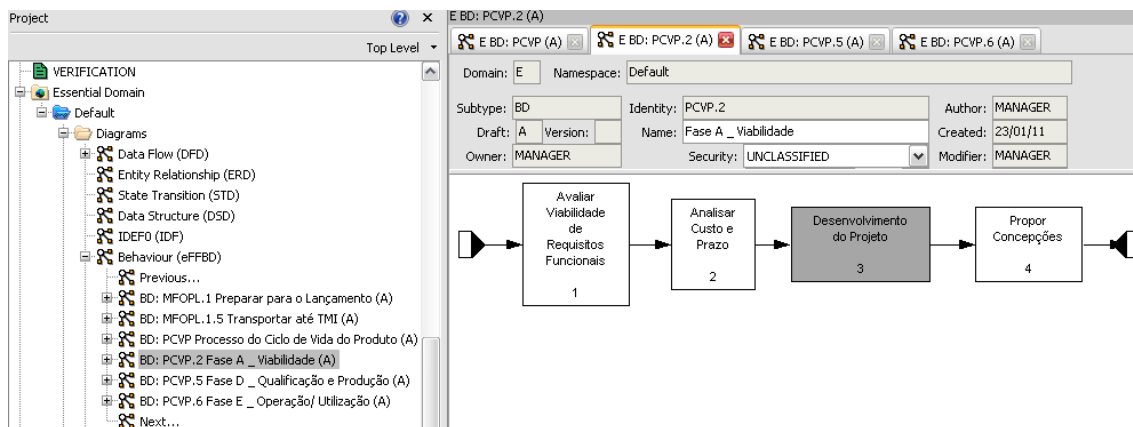 Project
Top Level
VERIFICATION
Essential Domain
Default
Diagrams
Data Flow (DFD)
Entity Relationship (ERD)
State Transition (STD)
Data Structure (DSD)
IDEF0 (IDF)
Behaviour (eFFBD)
Previous...
BD: MFOPL.1 Preparar para o Lançamento (A)
BD: MFOPL.1.5 Transportar até TMI (A)
BD: PCVP Processo do Ciclo de Vida do Produto (A)
BD: PCVP.2 Fase A _ Viabilidade (A)
BD: PCVP.5 Fase D _ Qualificação e Produção (A)
BD: PCVP.6 Fase E _ Operação/ Utilização (A)
Next...
E BD: PCVP.2 (A)
E BD: PCVP (A) E BD: PCVP.2 (A) E BD: PCVP.5 (A) E BD: PCVP.6 (A)
Domain: E Namespace: Default
Subtype: BD Identity: PCVP.2 Author: MANAGER
Draft: A Version: Name: Fase A _ Viabilidade Created: 23/01/11
Owner: MANAGER Security: UNCLASSIFIED Modifier: MANAGER
Avaliar
Viabilidade
de
Requisitos
Funcionais
1
Analisar
Custo e
Prazo
2
Desenvolvimento
do Projeto
3
Propor
Concepções
4